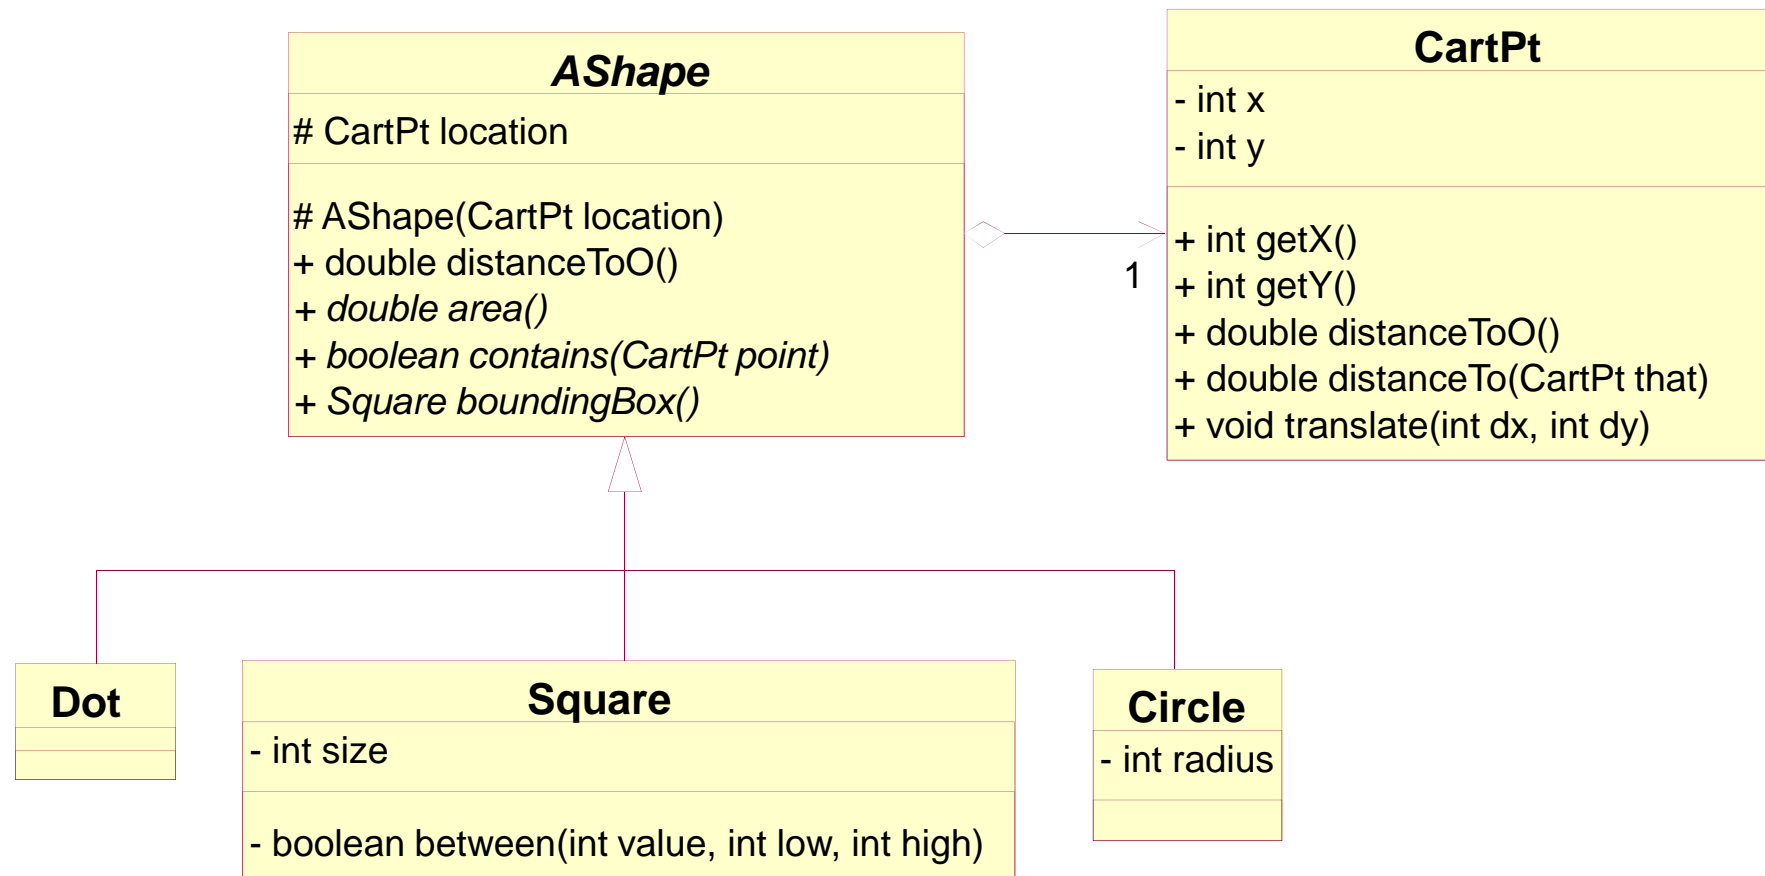 AShape
# CartPt location
# AShape(CartPt location)
+ double distanceToO()
+ double area()
+ boolean contains(CartPt point)
+ Square boundingBox()
CartPt
- int x
- int y
+ int getX()
+ int getY()
+ double distanceToO()
+ double distanceTo(CartPt that)
+ void translate(int dx, int dy)
1
Dot
Square
- int size
- boolean between(int value, int low, int high)
Circle
- int radius